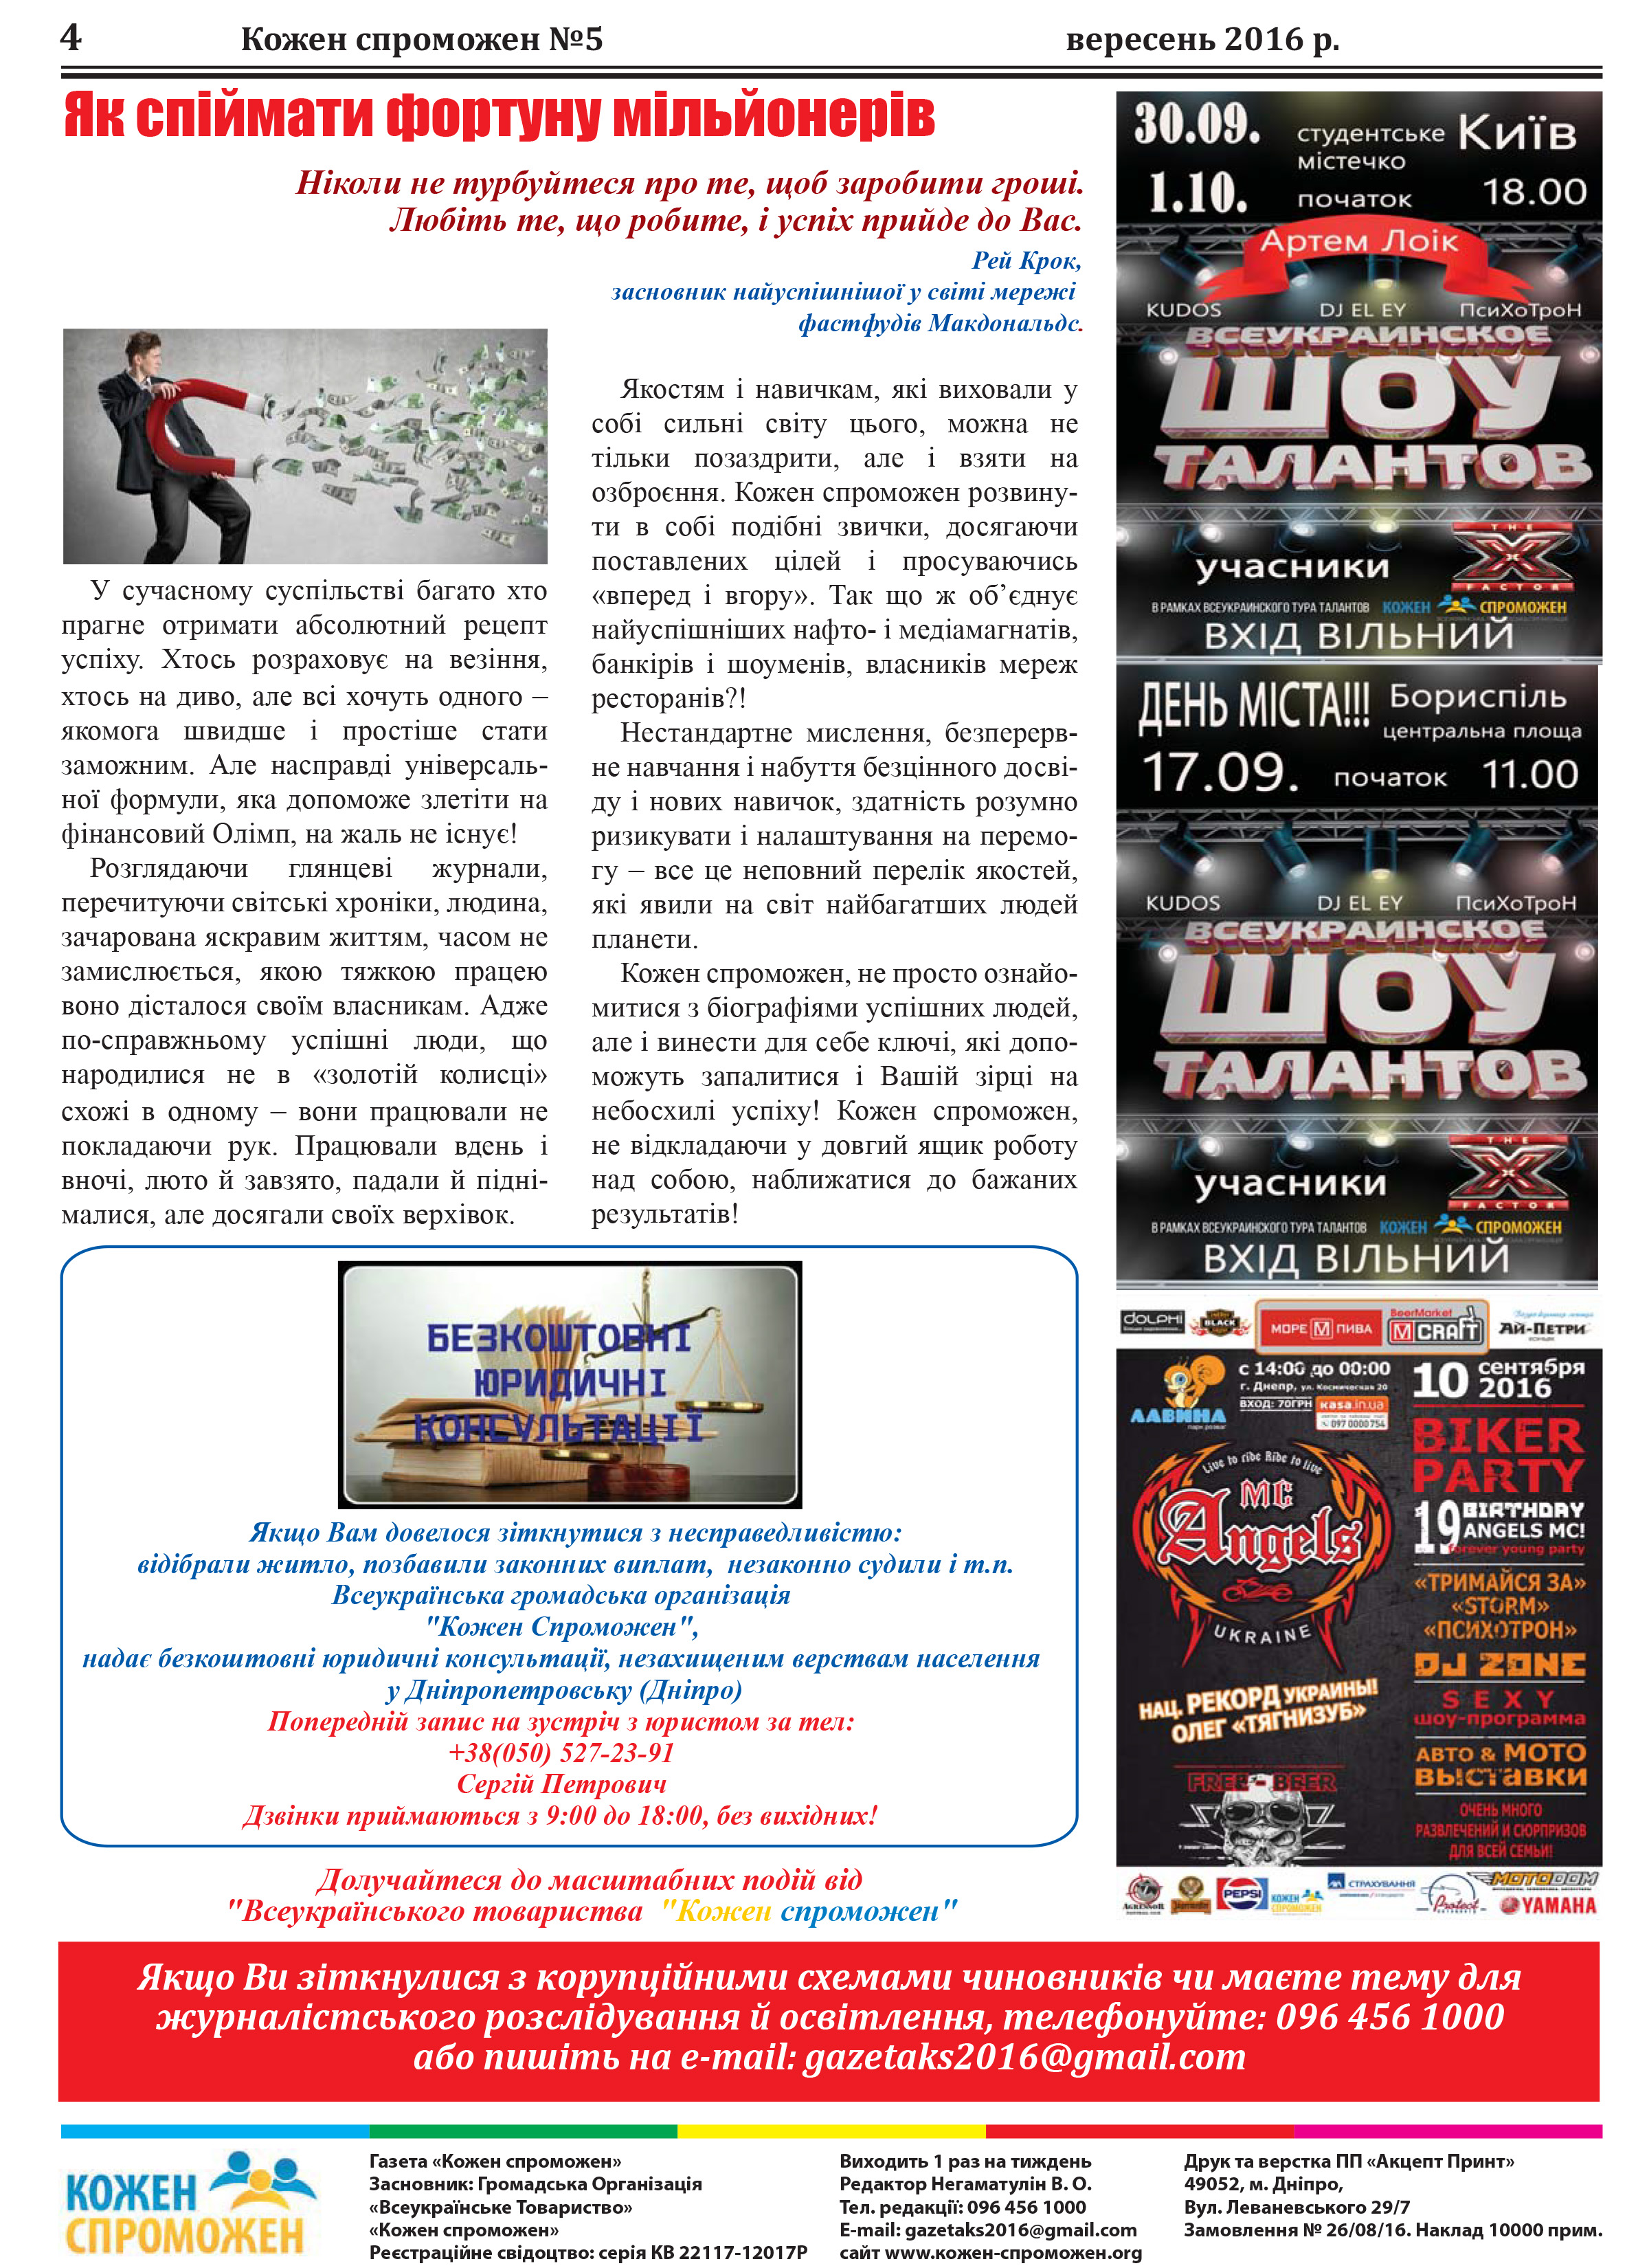 4
Кожен спроможен №5
вересень 2016 р.
Як спіймати фортуну мільйонерів
Ніколи не турбуйтеся про те, щоб заробити гроші.
Любіть те, що робите, і успіх прийде до Вас.
Рей Крок,
засновник найуспішнішої у світі мережі
фастфудів Макдональдс.
У сучасному суспільстві багато хто
прагне отримати абсолютний рецепт
успіху. Хтось розраховує на везіння,
хтось на диво, але всі хочуть одного –
якомога швидше і простіше стати
заможним. Але насправді універсаль-
ної формули, яка допоможе злетіти на
фінансовий Олімп, на жаль не існує!
Розглядаючи глянцеві журнали,
перечитуючи світські хроніки, людина,
зачарована яскравим життям, часом не
замислюється, якою тяжкою працею
воно дісталося своїм власникам. Адже
по-справжньому успішні люди, що
народилися не в «золотій колисці»
схожі в одному – вони працювали не
покладаючи рук. Працювали вдень і
вночі, люто й завзято, падали й підні-
малися, але досягали своїх верхівок.
Якостям і навичкам, які виховали у
собі сильні світу цього, можна не
тільки позаздрити, але і взяти на
озброєння. Кожен спроможен розвину-
ти в собі подібні звички, досягаючи
поставлених цілей і просуваючись
«вперед і вгору». Так що ж об’єднує
найуспішніших нафто- і медіамагнатів,
банкірів і шоуменів, власників мереж
ресторанів?!
Нестандартне мислення, безперерв-
не навчання і набуття безцінного досві-
ду і нових навичок, здатність розумно
ризикувати і налаштування на перемо-
гу – все це неповний перелік якостей,
які явили на світ найбагатших людей
планети.
Кожен спроможен, не просто ознайо-
митися з біографіями успішних людей,
але і винести для себе ключі, які допо-
можуть запалитися і Вашій зірці на
небосхилі успіху! Кожен спроможен,
не відкладаючи у довгий ящик роботу
над собою, наближатися до бажаних
результатів!
БЕЗКОШТОВНІ
ЮРИДИЧНІ
КОНСУЛЬТАЦІЇ
Якщо Вам довелося зіткнутися з несправедливістю:
відібрали житло, позбавили законних виплат, незаконно судили і т.п.
Всеукраїнська громадська організація
"Кожен Спроможен",
надає безкоштовні юридичні консультації, незахищеним верствам населення
у Дніпропетровську (Дніпро)
Попередній запис на зустріч з юристом за тел:
+38(050) 527-23-91
Сергій Петрович
Дзвінки приймаються з 9:00 до 18:00, без вихідних!
Долучайтеся до масштабних подій від
"Всеукраїнського товариства "Кожен спроможен"
30.09.
1.10.
студентське
містечко
Київ
початок 18.00
Артем Лоік
KUDOS DJ EL EY ПсиХоТроН
ВСЕУКРАИНСКОЕ
ШОУ
ТАЛАНТОВ
учасники
THE X FACTOR
В РАМКАХ ВСЕУКРАИНСКОГО ТУРА ТАЛАНТОВ КОЖЕН СПРОМОЖЕН
ВХІД ВІЛЬНИЙ
ДЕНЬ МІСТА!!! Бориспіль
центральна площа
17.09. початок 11.00
KUDOS DJ EL EY ПсиХоТроН
ВСЕУКРАИНСКОЕ
ШОУ
ТАЛАНТОВ
учасники
THE X FACTOR
В РАМКАХ ВСЕУКРАИНСКОГО ТУРА ТАЛАНТОВ КОЖЕН СПРОМОЖЕН
ВХІД ВІЛЬНИЙ
DOLPHI
BLACK
МОРЕ М ПИВА
BeerMarket
М CRAFT
АЙ-ПЕТРИ
ЛАВИНА
с 14:00 до 00:00
г. Днепр, ул. Космическая 20
ВХОД: 70ГРН
kasa.in.ua
097 0000 754
10 сентября
2016
BIKER
PARTY
19 BIRTHDAY
ANGELS MC!
forever young party
Live to ride Ride to live
MC
Angels
UKRAINE
«ТРИМАЙСЯ ЗА»
«STORM»
«ПСИХОТРОН»
DJ ZONE
SEXY
шоу-программа
НАЦ. РЕКОРД УКРАИНЫ!
ОЛЕГ «ТЯГНИЗУБ»
АВТО & МОТО
ВЫСТАВКИ
FREE-BEER
ОЧЕНЬ МНОГО
РАЗВЛЕЧЕНИЙ И СЮРПРИЗОВ
ДЛЯ ВСЕЙ СЕМЬИ!
AGRESSOR
PEPSI
КОЖЕН
СПРОМОЖЕН
AXA СТРАХУВАННЯ
Protect
MOTODOM
YAMAHA
Якщо Ви зіткнулися з корупційними схемами чиновників чи маєте тему для
журналістського розслідування й освітлення, телефонуйте: 096 456 1000
або пишіть на e-mail: gazetaks2016@gmail.com
КОЖЕН
СПРОМОЖЕН
Газета «Кожен спроможен»
Засновник: Громадська Організація
«Всеукраїнське Товариство»
«Кожен спроможен»
Реєстраційне свідоцтво: серія КВ 22117-12017Р
Виходить 1 раз на тиждень
Редактор Негаматулін В. О.
Тел. редакції: 096 456 1000
E-mail: gazetaks2016@gmail.com
сайт www.кожен-спроможен.org
Друк та верстка ПП «Акцепт Принт»
49052, м. Дніпро,
Вул. Леваневського 29/7
Замовлення № 26/08/16. Наклад 10000 прим.